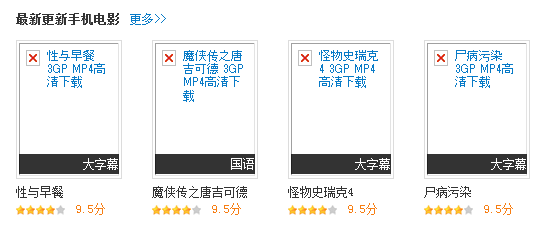 最新更新手机电影 更多>>
性与早餐
3GP MP4高
清下载
大字幕
魔侠传之唐
吉可德 3GP
MP4高清下
载
国语
怪物史瑞克
4 3GP MP4
高清下载
大字幕
尸病污染
3GP MP4高
清下载
大字幕
性与早餐
9.5分
魔侠传之唐吉可德
9.5分
怪物史瑞克4
9.5分
尸病污染
9.5分